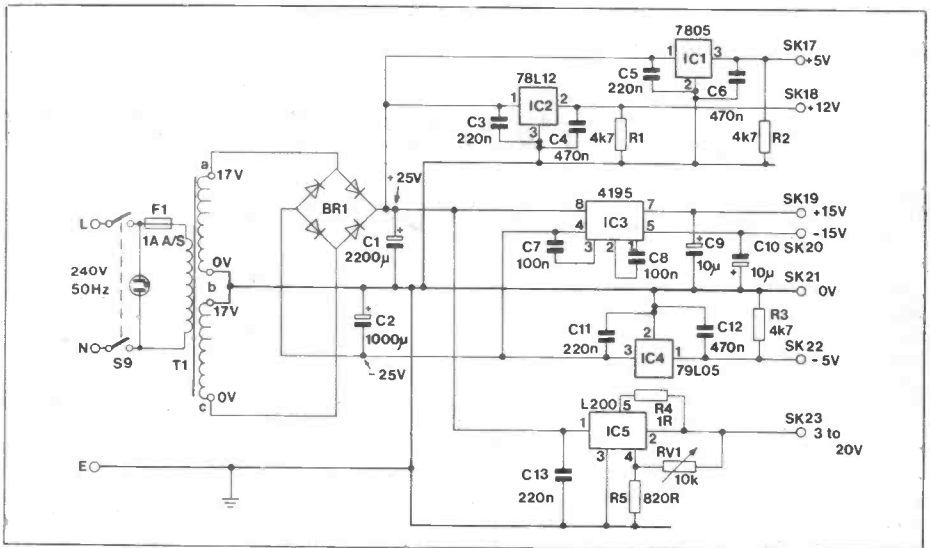 7805
1
3
IC1
2
C5
220n
C6
470n
SK17
+5V
78L12
1
2
IC2
3
C3
220n
C4
470n
SK18
+12V
4k7
R1
4k7
R2
a
17V
0V
b
17V
0V
c
L
F1
1A A/S
240V
50Hz
N
S9
T1
BR1
+25V
C1
2200µ
C2
1000µ
-25V
4195
8
7
4
IC3
5
3
2
1
C7
100n
C8
100n
C9
10µ
C10
10µ
SK19
+15V
-15V
SK20
SK21
0V
R3
4k7
C11
220n
2
3
IC4
1
79L05
C12
470n
SK22
-5V
L200
5
R4
1R
1
IC5
2
3
4
RV1
10k
SK23
3 to
20V
C13
220n
R5
820R
E